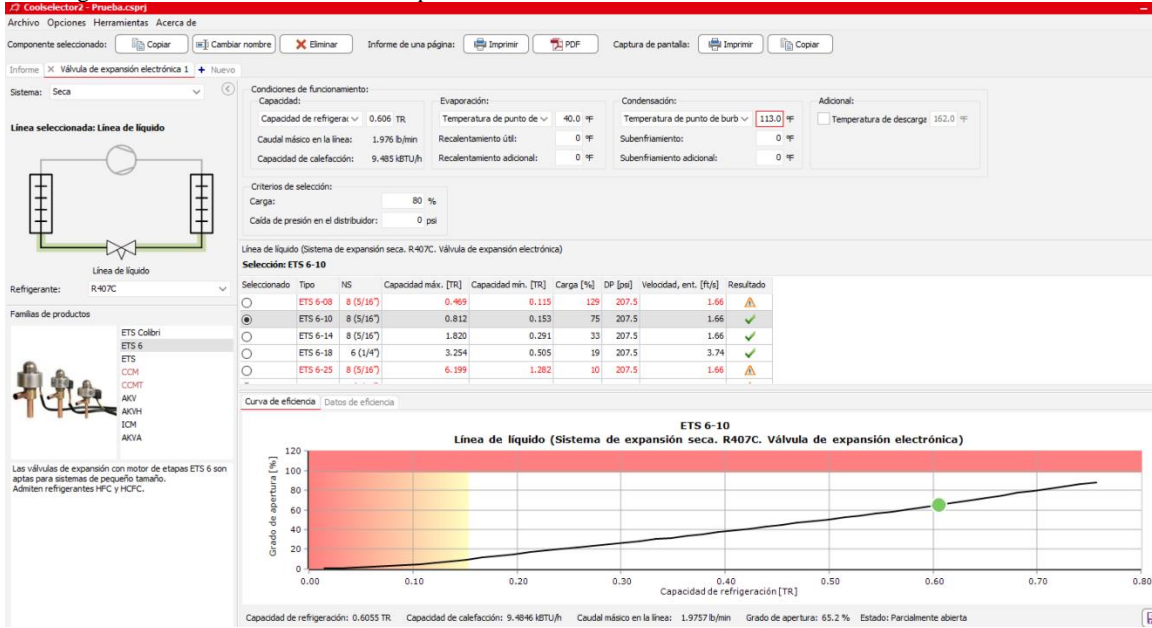 Coolselector2 - Prueba.csprj
Archivo Opciones Herramientas Acerca de
Componente seleccionado: Copiar Cambiar nombre Eliminar Informe de una página: Imprimir PDF Captura de pantalla: Imprimir Copiar
Informe Válvula de expansión electrónica 1 + Nuevo
Sistema: Seca
Línea seleccionada: Línea de líquido
Línea de líquido
Refrigerante: R407C
Familias de productos
ETS Colibri
ETS 6
ETS
CCM
CCMT
AKV
AKVH
ICM
AKVA
Las válvulas de expansión con motor de etapas ETS 6 son
aptas para sistemas de pequeño tamaño.
Admiten refrigerantes HFC y HCFC.
Condiciones de funcionamiento:
Capacidad: Evaporación: Condensación: Adicional:
Capacidad de refrigerac 0.606 TR Temperatura de punto de 40.0 °F Temperatura de punto de burb 113.0 °F Temperatura de descarga 162.0 °F
Caudal másico en la línea: 1.976 lb/min Recalentamiento útil: 0 °F Subenfriamiento: 0 °F
Capacidad de calefacción: 9.485 kBTU/h Recalentamiento adicional: 0 °F Subenfriamiento adicional: 0 °F
Criterios de selección:
Carga: 80 %
Caída de presión en el distribuidor: 0 psi
Línea de líquido (Sistema de expansión seca. R407C. Válvula de expansión electrónica)
Selección: ETS 6-10
Seleccionado Tipo NS Capacidad máx. [TR] Capacidad mín. [TR] Carga [%] DP [psi] Velocidad, ent. [ft/s] Resultado
ETS 6-08 8 (5/16") 0.469 0.115 129 207.5 1.66
ETS 6-10 8 (5/16") 0.812 0.153 75 207.5 1.66
ETS 6-14 8 (5/16") 1.820 0.291 33 207.5 1.66
ETS 6-18 6 (1/4") 3.254 0.505 19 207.5 3.74
ETS 6-25 8 (5/16") 6.199 1.282 10 207.5 1.66
Curva de eficiencia Datos de eficiencia
ETS 6-10
Línea de líquido (Sistema de expansión seca. R407C. Válvula de expansión electrónica)
Grado de apertura [%]
120
100
80
60
40
20
0
0.00 0.10 0.20 0.30 0.40 0.50 0.60 0.70 0.80
Capacidad de refrigeración [TR]
Capacidad de refrigeración: 0.6055 TR Capacidad de calefacción: 9.4846 kBTU/h Caudal másico en la línea: 1.9757 lb/min Grado de apertura: 65.2 % Estado: Parcialmente abierta